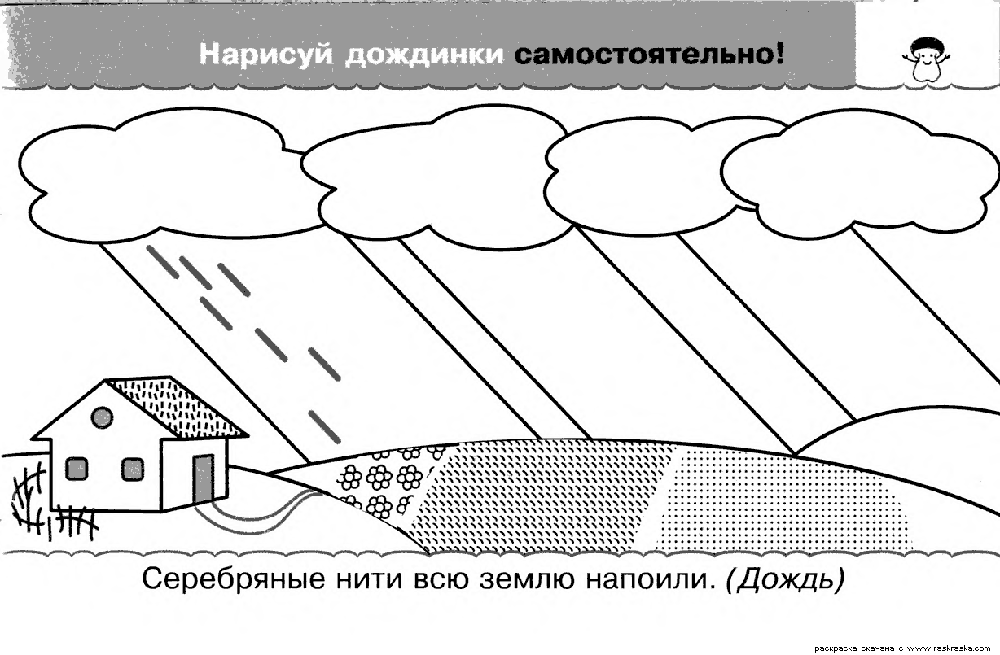 Нарисуй дождинки самостоятельно!
Серебряные нити всю землю напоили. (Дождь)
раскраска скачана с www.raskraska.com